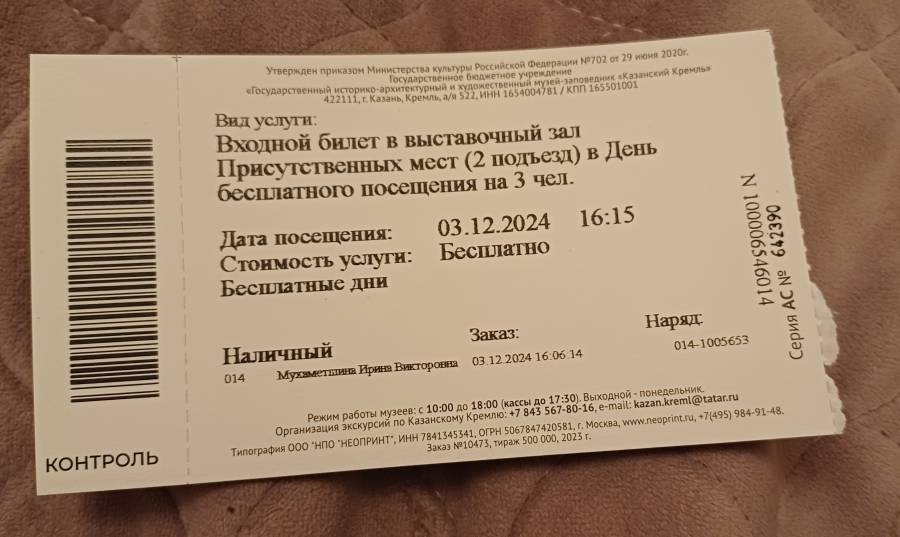 Утвержден приказом Министерства культуры Российской Федерации №702 от 29 июня 2020г.
Государственное бюджетное учреждение
«Государственный историко-архитектурный и художественный музей-заповедник «Казанский Кремль»
422111, г. Казань, Кремль, а/я 522, ИНН 1654004781 / КПП 165501001
Вид услуги:
Входной билет в выставочный зал
Присутственных мест (2 подъезд) в День
бесплатного посещения на 3 чел.
Дата посещения: 03.12.2024 16:15
Стоимость услуги: Бесплатно
Бесплатные дни
Заказ: Наряд:
Наличный
014 Мухаметшина Ирина Викторовна 03.12.2024 16:06:14 014-1005653
Режим работы музеев: с 10:00 до 18:00 (кассы до 17:30). Выходной - понедельник.
Организация экскурсий по Казанскому Кремлю: +7 843 567-80-16, e-mail: kazan.kreml@tatar.ru
Типография ООО "НПО "НЕОПРИНТ", ИНН 7841345341, ОГРН 5067847420581, г. Москва, www.neoprint.ru, +7(495) 984-91-48.
Заказ №10473, тираж 500 000, 2023 г.
КОНТРОЛЬ
N 100006546014
Серия АС № 642390